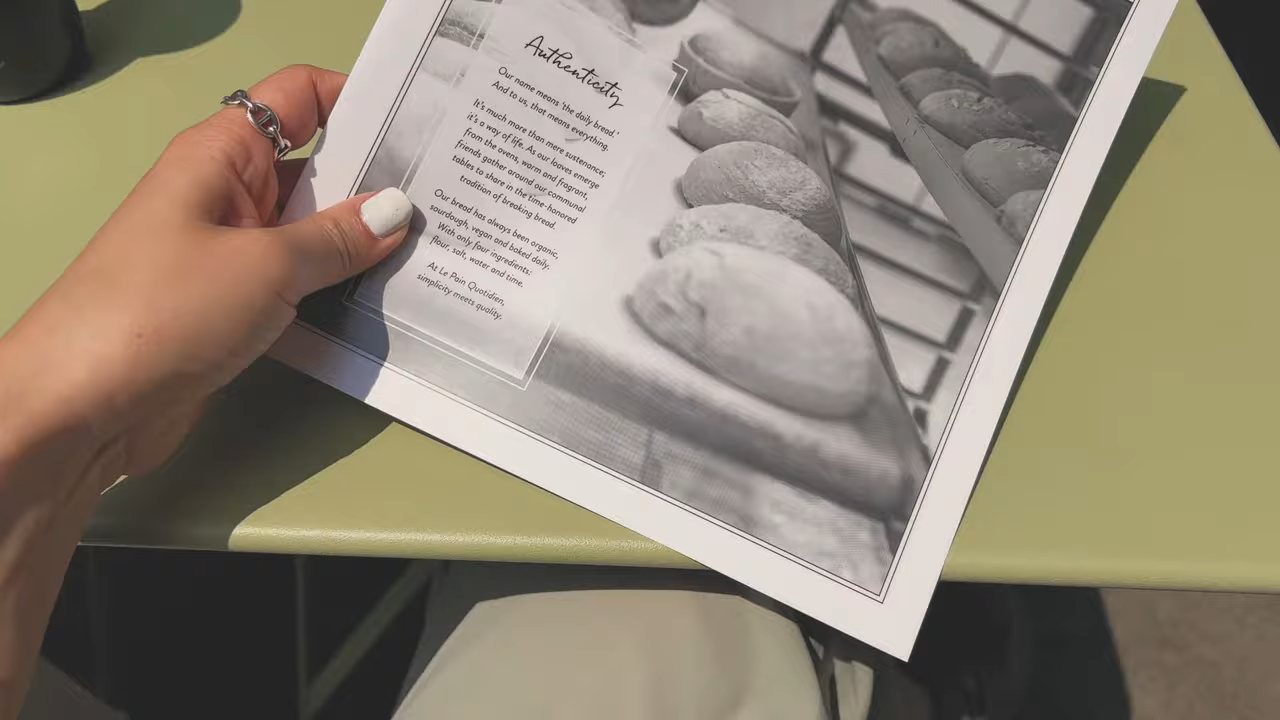 Authenticity
Our name means 'the daily bread.'
And to us, that means everything.
It's much more than mere sustenance;
it's a way of life. As our loaves emerge
from the ovens, warm and fragrant,
friends gather around our communal
tables to share in the time-honored
tradition of breaking bread.
Our bread has always been organic,
sourdough, vegan and baked daily.
With only four ingredients:
flour, salt, water and time.
At Le Pain Quotidien,
simplicity meets quality.